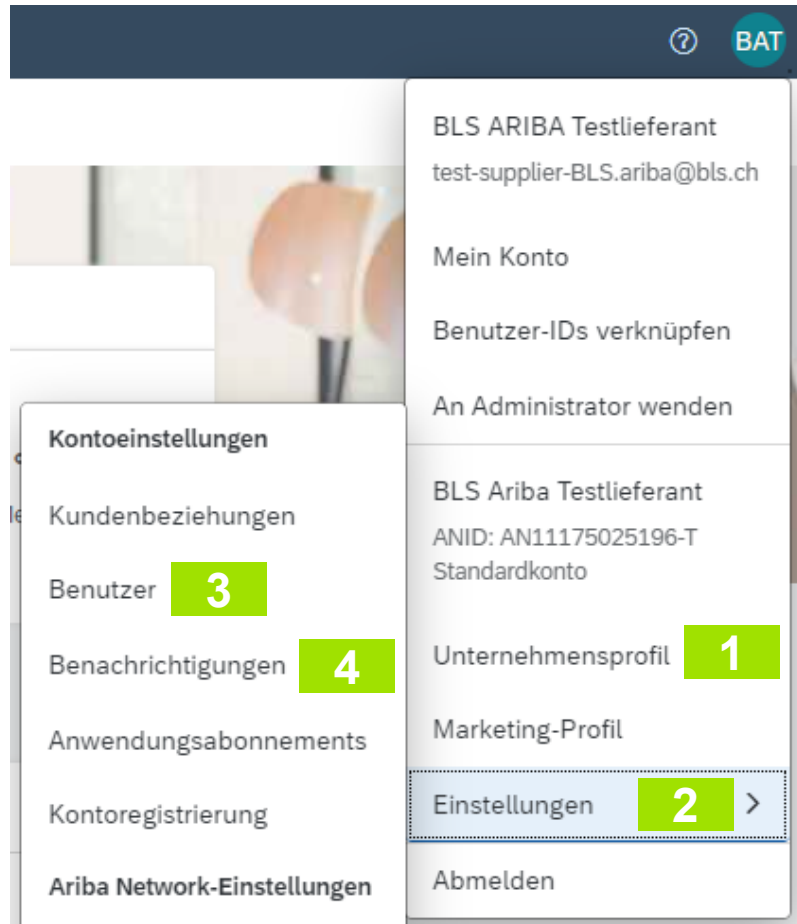 BAT
BLS ARIBA Testlieferant
test-supplier-BLS.ariba@bls.ch
Mein Konto
Benutzer-IDs verknüpfen
An Administrator wenden
BLS Ariba Testlieferant
ANID: AN11175025196-T
Standardkonto
Unternehmensprofil 1
Marketing-Profil
Einstellungen 2
Abmelden
Kontoeinstellungen
Kundenbeziehungen
Benutzer 3
Benachrichtigungen 4
Anwendungsabonnements
Kontoregistrierung
Ariba Network-Einstellungen